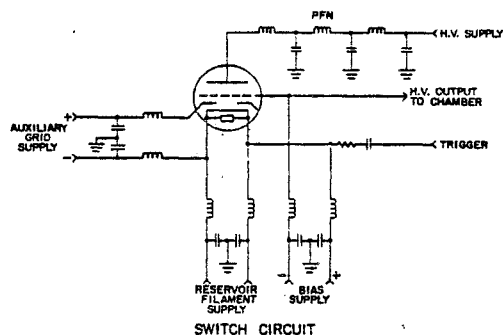 PFN
H.V. SUPPLY
H.V. OUTPUT
TO CHAMBER
+
AUXILIARY
GRID
SUPPLY
-
TRIGGER
- +
RESERVOIR
FILAMENT
SUPPLY
BIAS
SUPPLY
SWITCH CIRCUIT